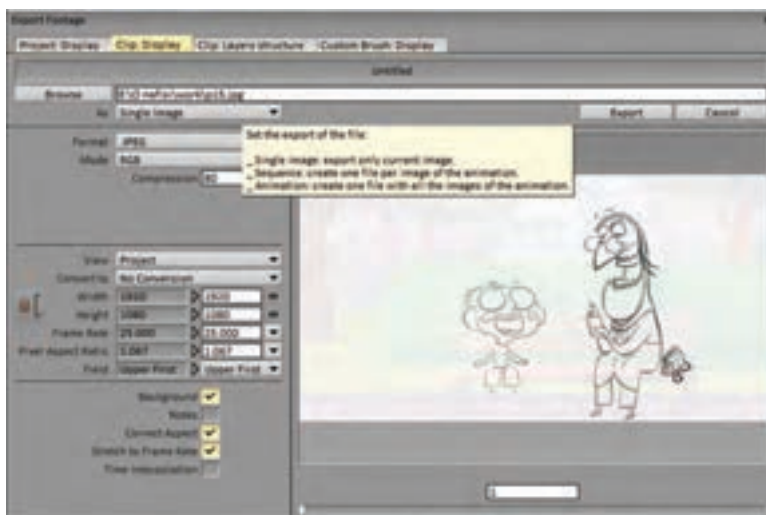 Export Footage
Project Display Clip Display Clip: Layers structure Custom Brush Display
Untitled
Browse
As Single Image Export Cancel
Format JPEG
Mode RGB
Compression 80
Set the export of the file:
_ Single image: export only current image.
_ Sequence: create one file per image of the animation.
_ Animation: create one file with all the images of the animation.
View Project
Convert to No Conversion
Width 1920 1920
Height 1080 1080
Frame Rate 25.000 25.000
Pixel Aspect Ratio 1.067 1.067
Field Upper First Upper First
Background
Notes
Correct Aspect
Stretch to Frame Rate
Time Interpolation